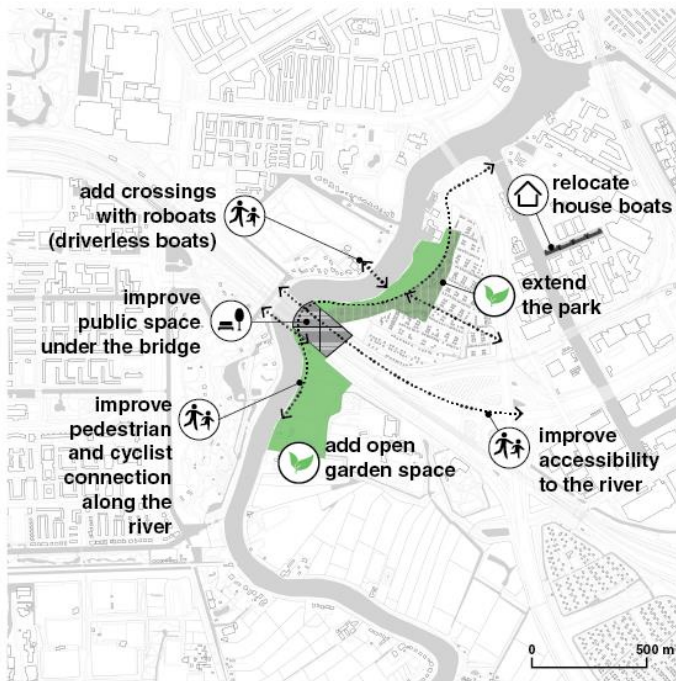 add crossings
with roboats
(driverless boats)
relocate
house boats
improve
public space
under the bridge
extend
the park
improve
pedestrian
and cyclist
connection
along the
river
add open
garden space
improve
accessibility
to the river
0
500 m